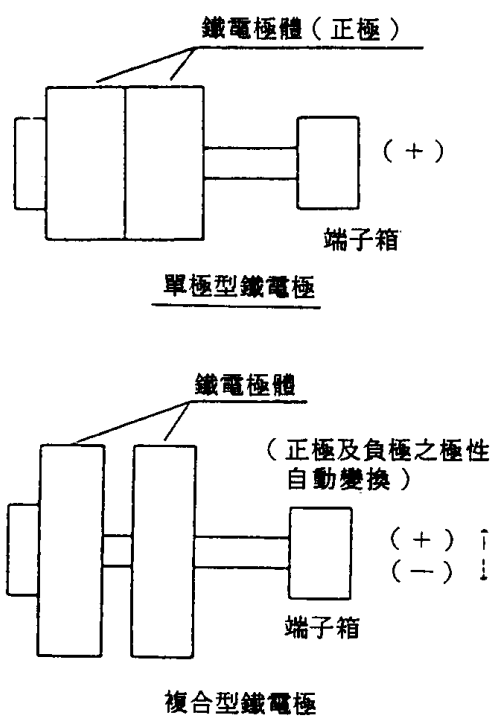 鐵電極體(正極)
(+)
端子箱
單極型鐵電極
鐵電極體
(正極及負極之極性
自動變換)
(+)
(-)
端子箱
複合型鐵電極